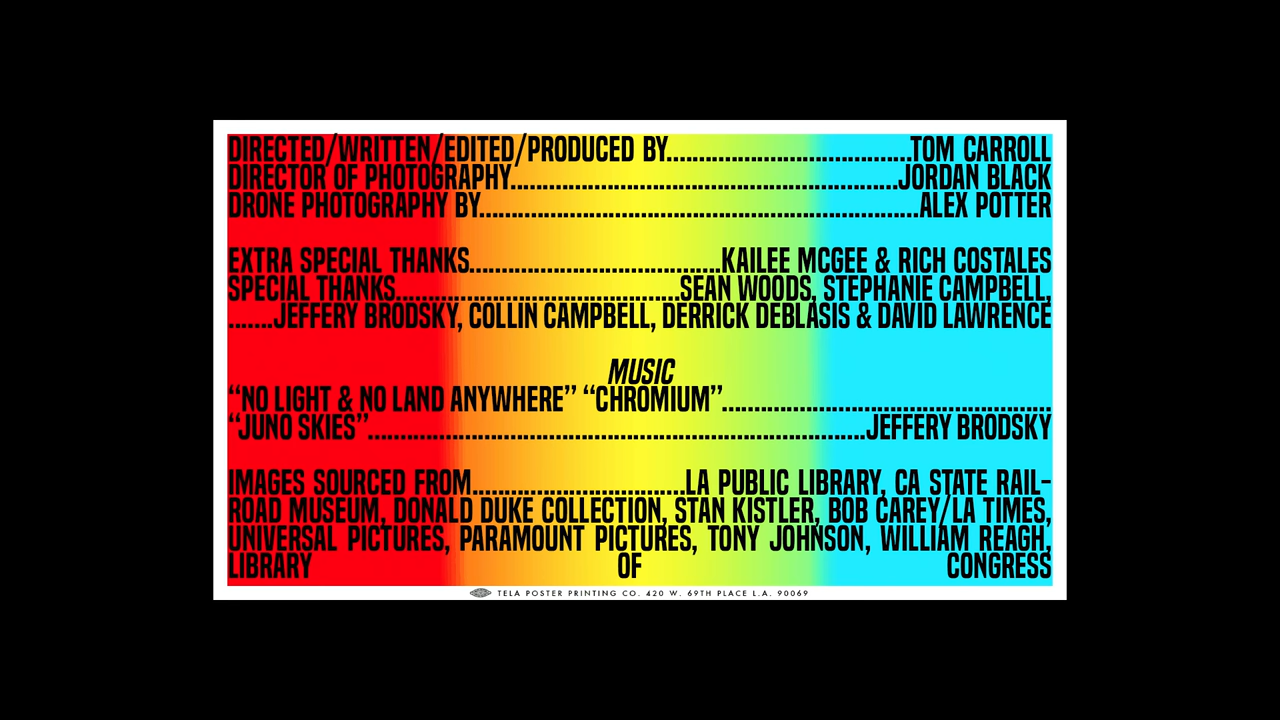 DIRECTED/WRITTEN/EDITED/PRODUCED BY......................................TOM CARROLL
DIRECTOR OF PHOTOGRAPHY............................................................JORDAN BLACK
DRONE PHOTOGRAPHY BY....................................................................ALEX POTTER
EXTRA SPECIAL THANKS.......................................KAILEE MCGEE & RICH COSTALES
SPECIAL THANKS............................................SEAN WOODS, STEPHANIE CAMPBELL,
.......JEFFERY BRODSKY, COLLIN CAMPBELL, DERRICK DEBLASIS & DAVID LAWRENCE
MUSIC
“NO LIGHT & NO LAND ANYWHERE” “CHROMIUM”...................................................
“JUNO SKIES”.............................................................................JEFFERY BRODSKY
IMAGES SOURCED FROM.................................LA PUBLIC LIBRARY, CA STATE RAIL-
ROAD MUSEUM, DONALD DUKE COLLECTION, STAN KISTLER, BOB CAREY/LA TIMES,
UNIVERSAL PICTURES, PARAMOUNT PICTURES, TONY JOHNSON, WILLIAM REAGH,
LIBRARY OF CONGRESS
TELA POSTER PRINTING CO. 420 W. 69TH PLACE L.A. 90069